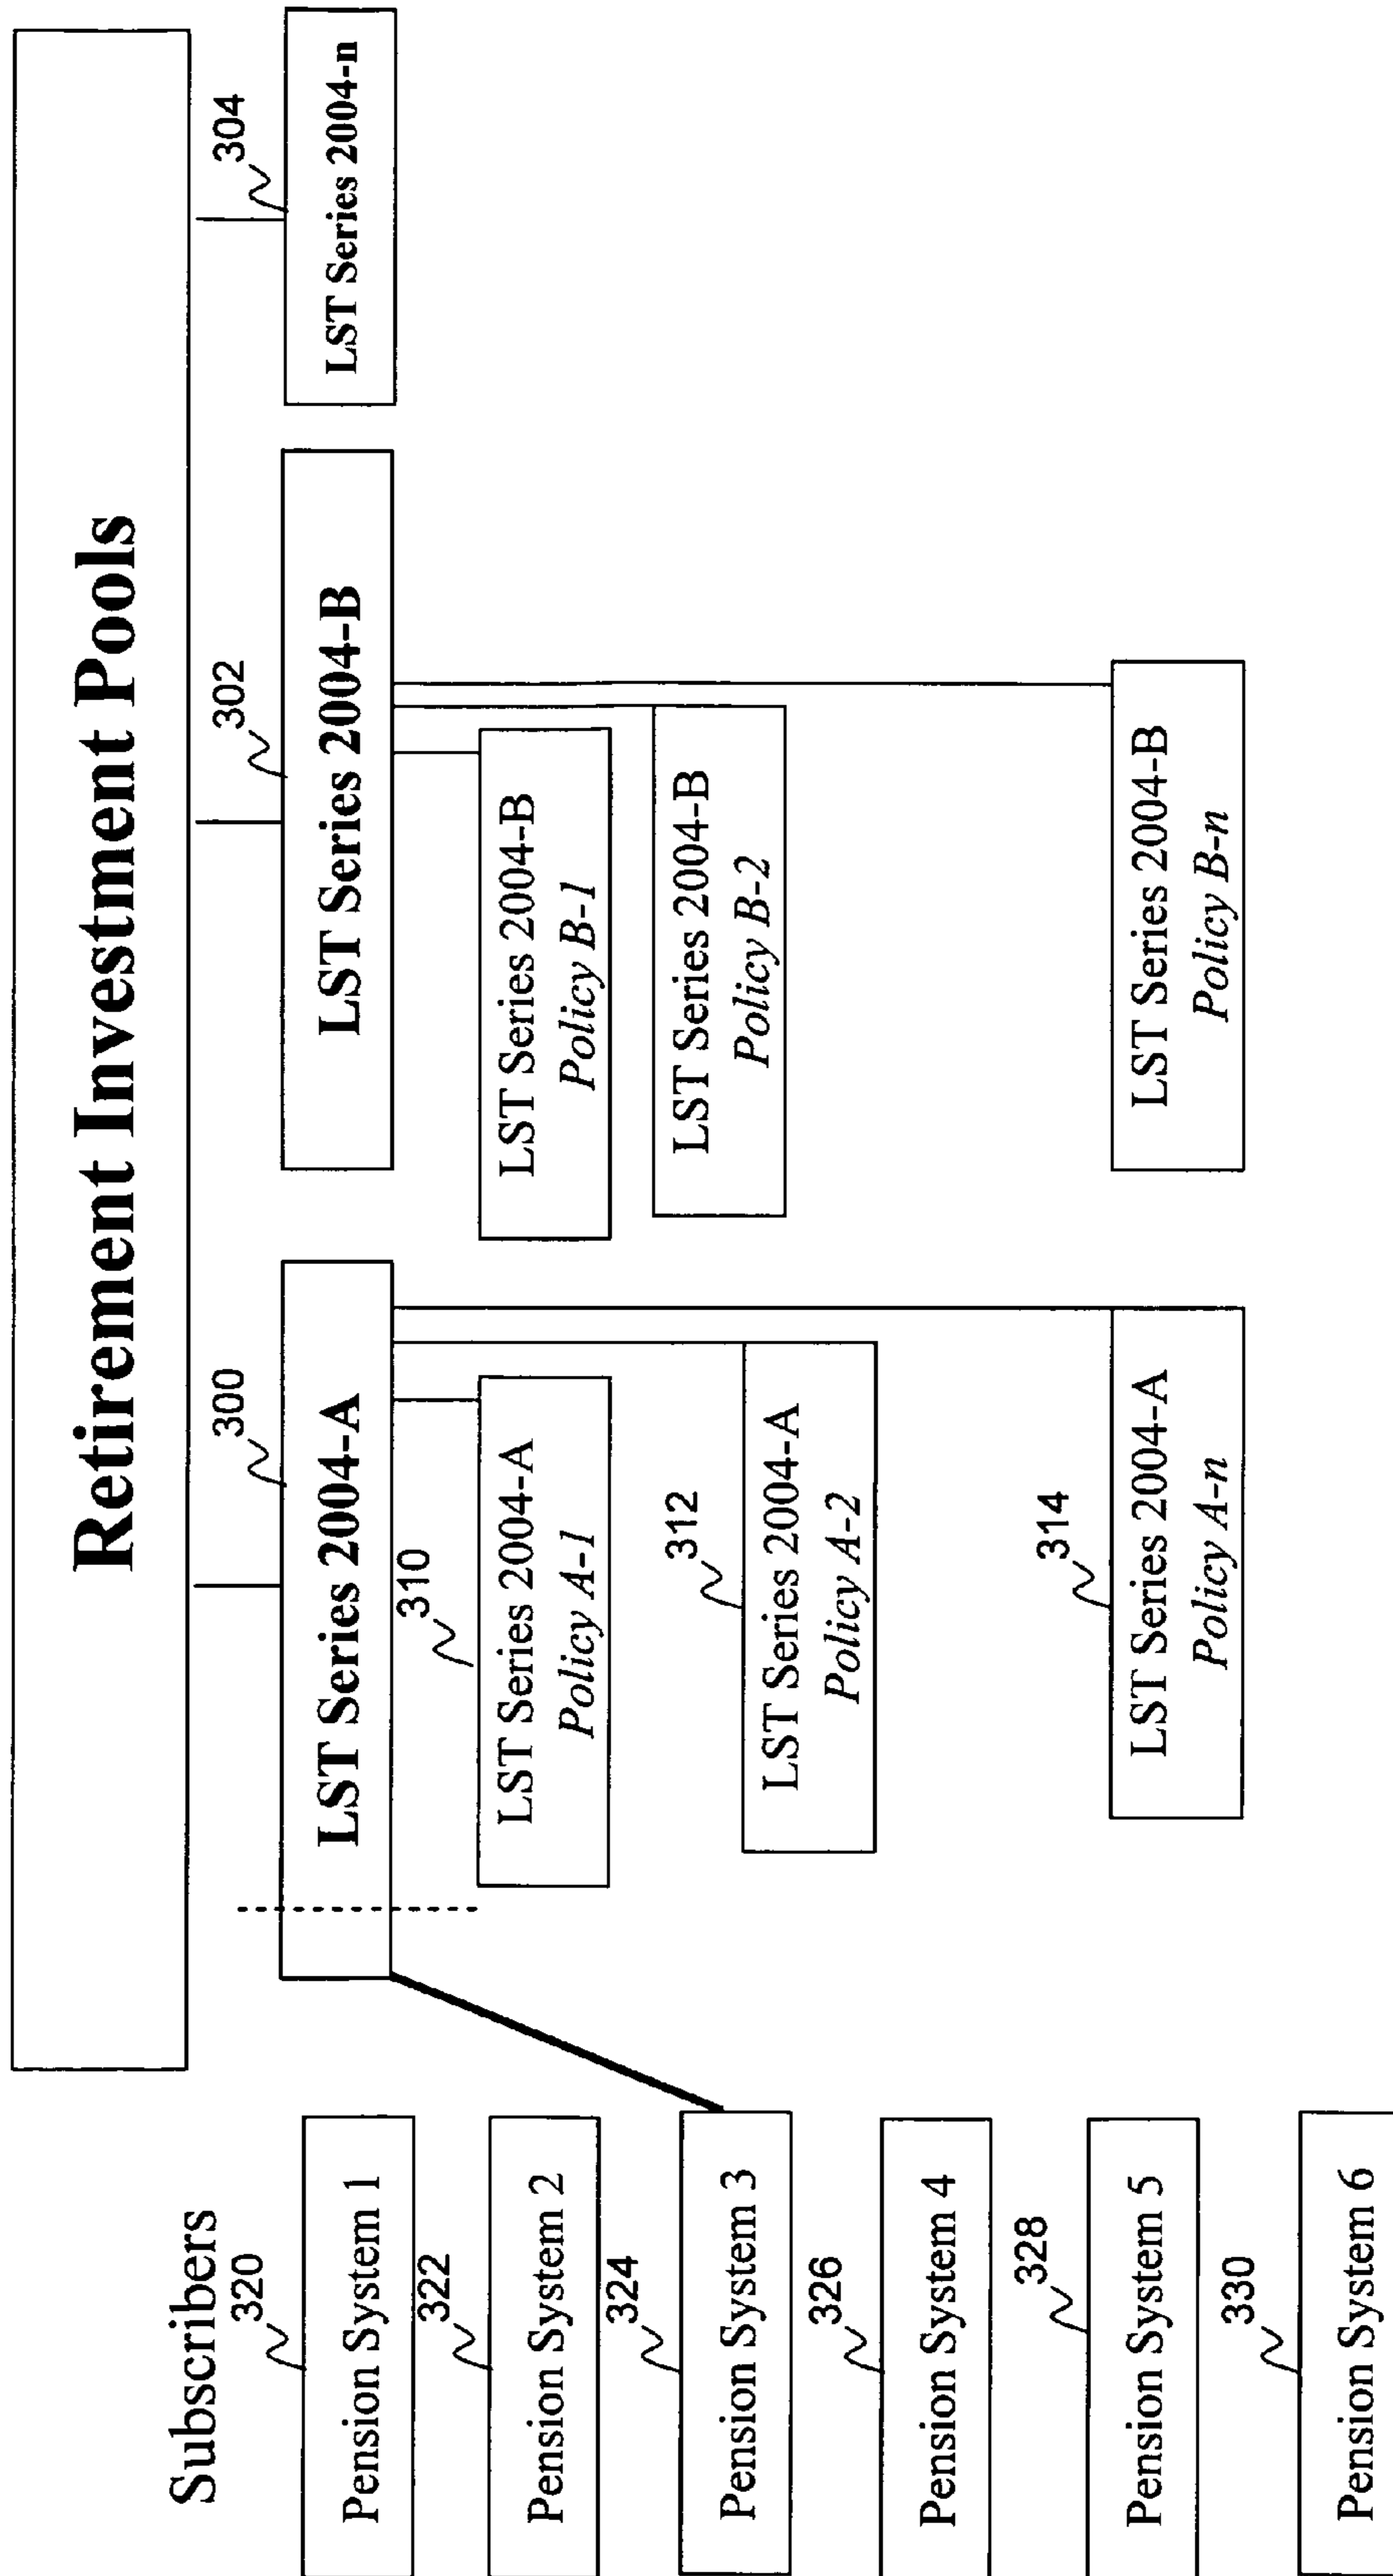 Retirement Investment Pools
Subscribers
320
Pension System 1
322
Pension System 2
324
Pension System 3
326
Pension System 4
328
Pension System 5
330
Pension System 6
300
LST Series 2004-A
310
LST Series 2004-A
Policy A-1
312
LST Series 2004-A
Policy A-2
314
LST Series 2004-A
Policy A-n
302
LST Series 2004-B
LST Series 2004-B
Policy B-1
LST Series 2004-B
Policy B-2
LST Series 2004-B
Policy B-n
304
LST Series 2004-n